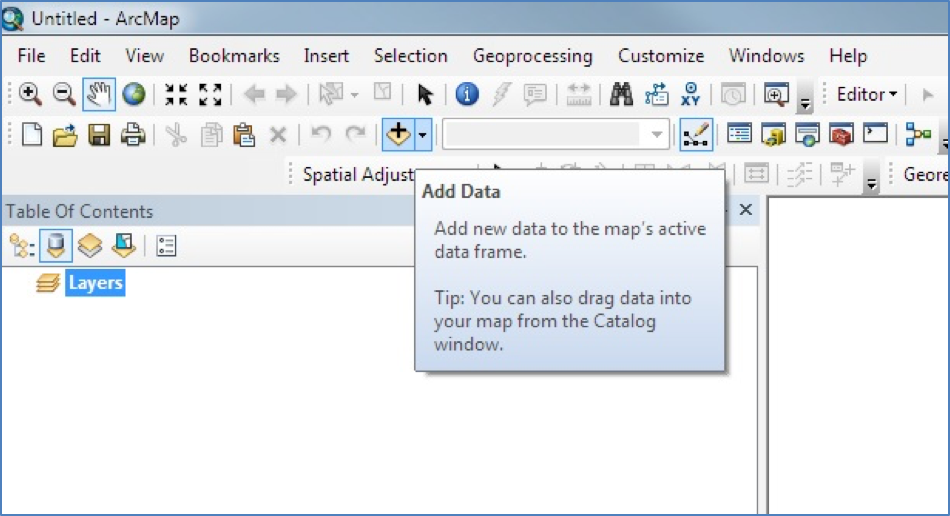 Untitled - ArcMap
File Edit View Bookmarks Insert Selection Geoprocessing Customize Windows Help
XY Editor
Spatial Adjust Geore
Add Data
Table Of Contents
Add new data to the map's active
data frame.
Layers
Tip: You can also drag data into
your map from the Catalog
window.